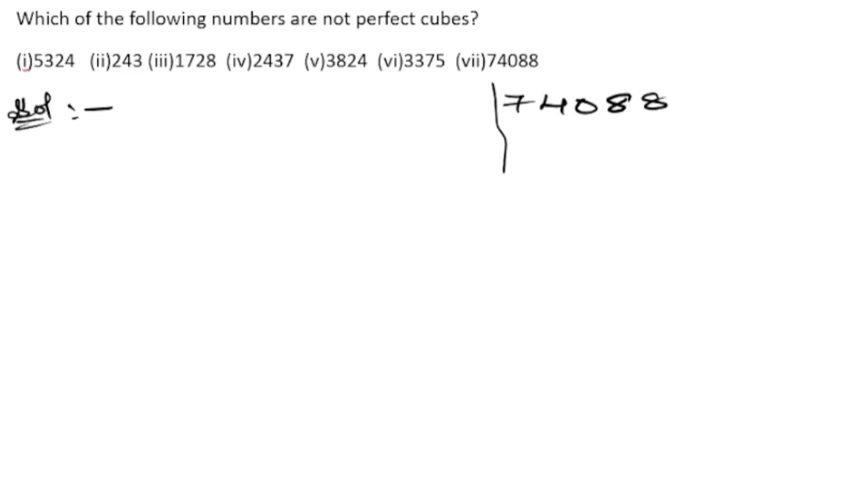 Which of the following numbers are not perfect cubes?
(i)5324 (ii)243 (iii)1728 (iv)2437 (v)3824 (vi)3375 (vii)74088
Sol :-
74088